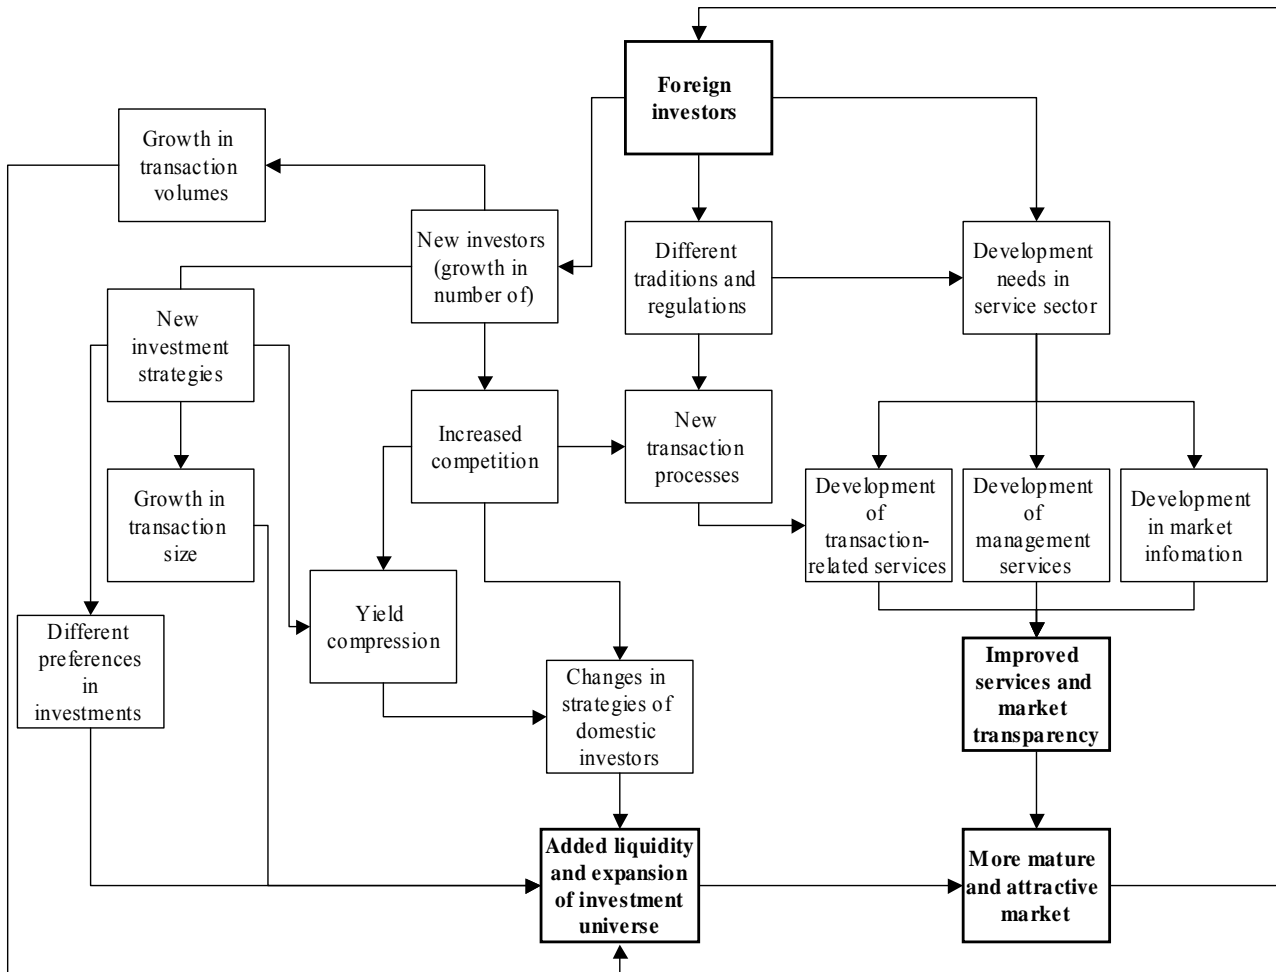 Foreign
investors
Growth in
transaction
volumes
New investors
(growth in
number of)
Different
traditions and
regulations
Development
needs in
service sector
New
investment
strategies
Increased
competition
New
transaction
processes
Growth in
transaction
size
Development
of
transaction-
related services
Development
of
management
services
Development
in market
infomation
Different
preferences
in
investments
Yield
compression
Changes in
strategies of
domestic
investors
Improved
services and
market
transparency
Added liquidity
and expansion
of investment
universe
More mature
and attractive
market